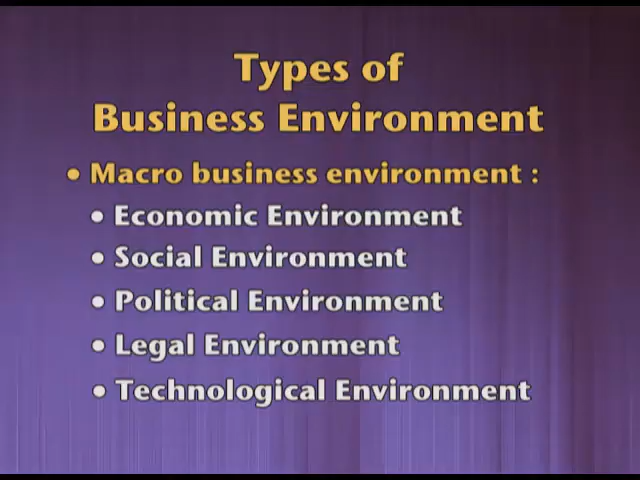 Types of
Business Environment
• Macro business environment :
• Economic Environment
• Social Environment
• Political Environment
• Legal Environment
• Technological Environment